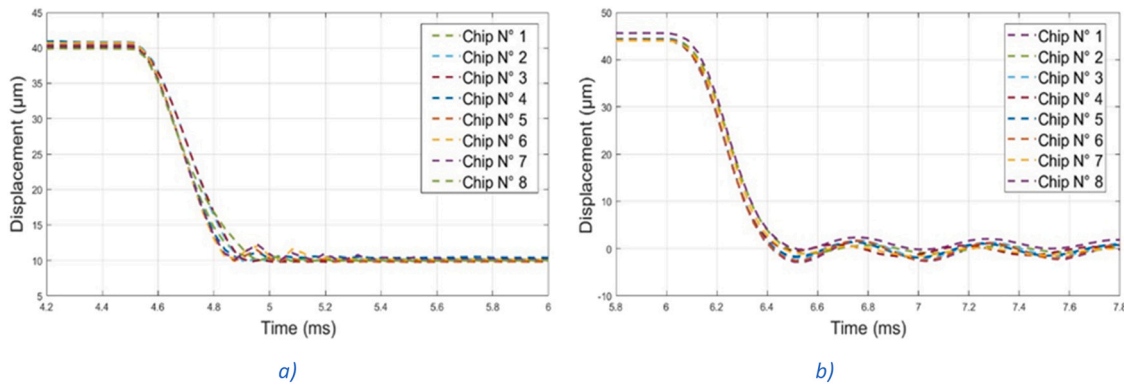 45
40
35
30
25
20
15
10
5
4.2 4.4 4.6 4.8 5 5.2 5.4 5.6 5.8 6
Displacement (µm)
Time (ms)
Chip N° 1
Chip N° 2
Chip N° 3
Chip N° 4
Chip N° 5
Chip N° 6
Chip N° 7
Chip N° 8
a)
50
40
30
20
10
0
-10
5.8 6 6.2 6.4 6.6 6.8 7 7.2 7.4 7.6 7.8
Displacement (µm)
Time (ms)
Chip N° 1
Chip N° 2
Chip N° 3
Chip N° 4
Chip N° 5
Chip N° 6
Chip N° 7
Chip N° 8
b)